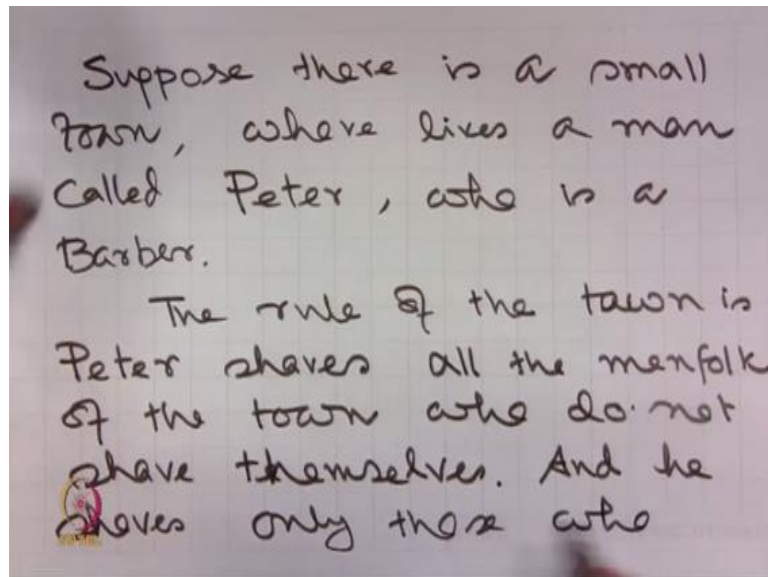 Suppose there is a small
town, where lives a man
Called Peter, who is a
Barber.
The rule of the town is
Peter shaves all the menfolk
of the town who do not
shave themselves. And he
shaves only those who